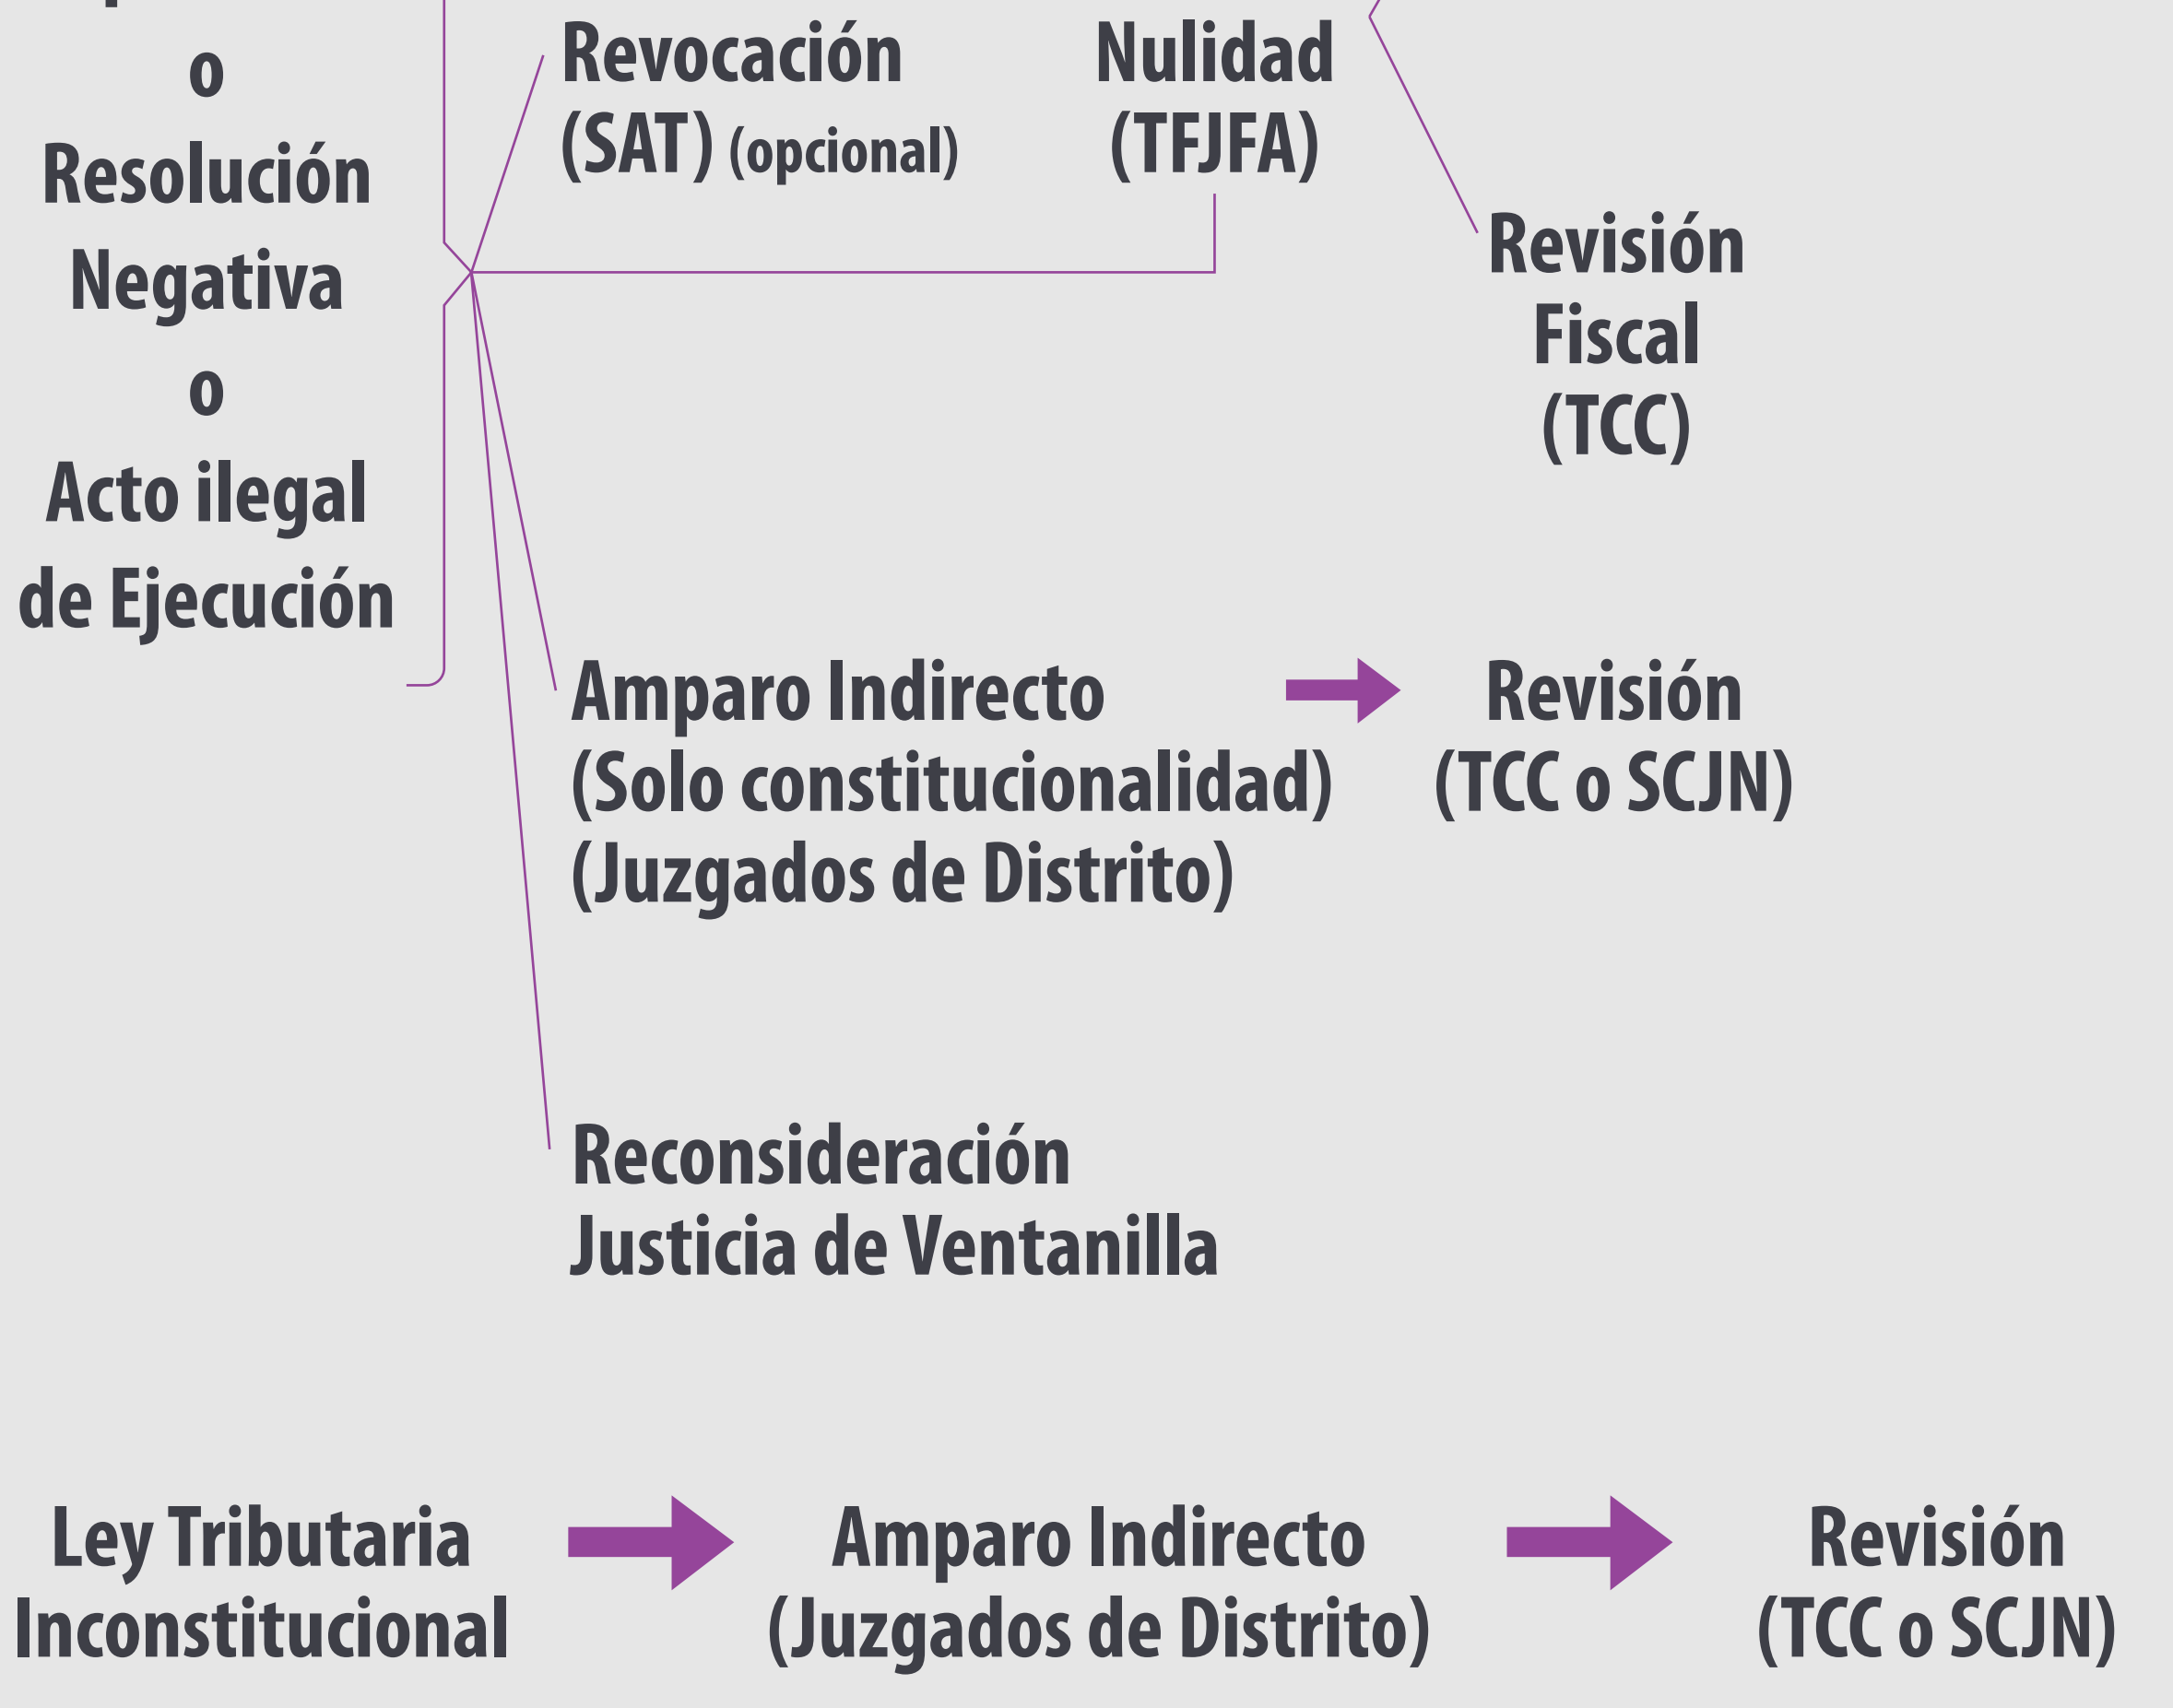 o
Resolución
Negativa
o
Acto ilegal
de Ejecución
Revocación
(SAT) (opcional)
Nulidad
(TFJFA)
Revisión
Fiscal
(TCC)
Amparo Indirecto
(Solo constitucionalidad)
(Juzgados de Distrito)
Revisión
(TCC o SCJN)
Reconsideración
Justicia de Ventanilla
Ley Tributaria
Inconstitucional
Amparo Indirecto
(Juzgados de Distrito)
Revisión
(TCC o SCJN)